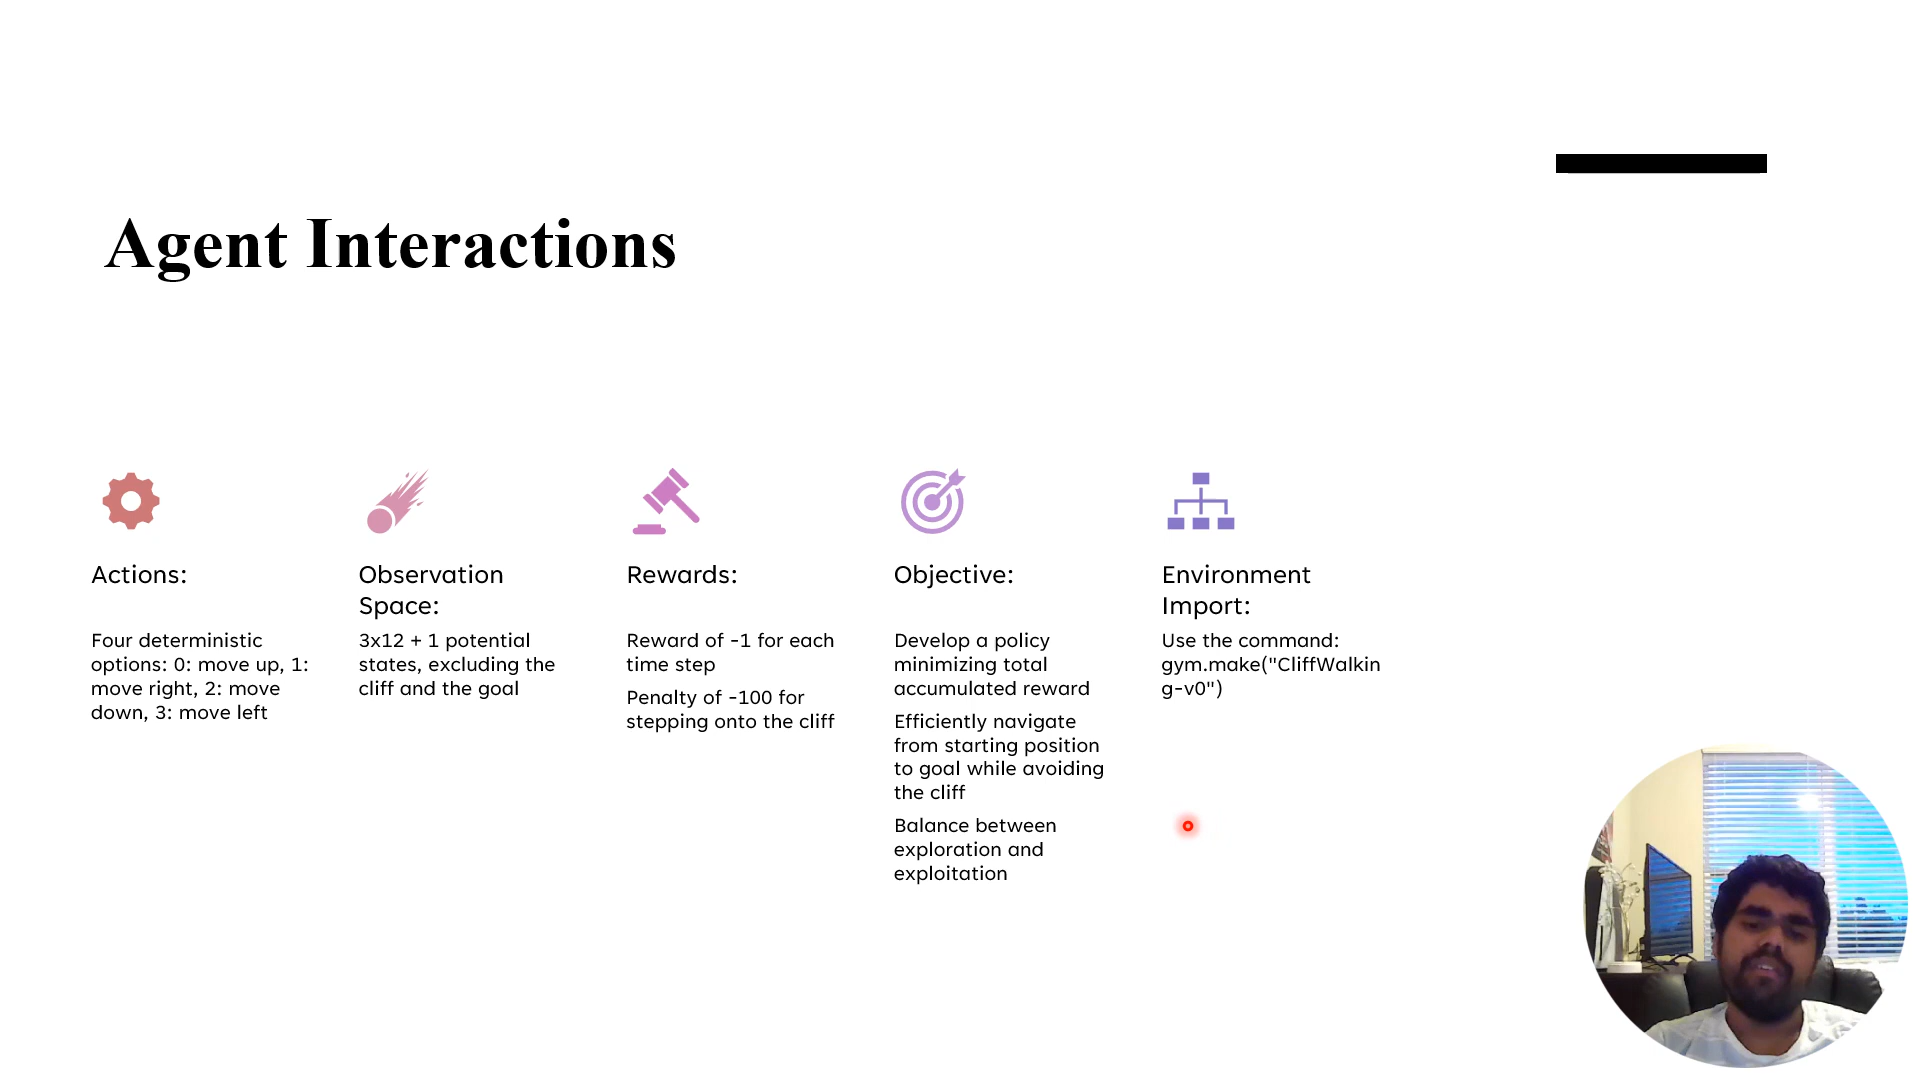 Agent Interactions
Actions:
Four deterministic
options: 0: move up, 1:
move right, 2: move
down, 3: move left
Observation
Space:
3x12 + 1 potential
states, excluding the
cliff and the goal
Rewards:
Reward of -1 for each
time step
Penalty of -100 for
stepping onto the cliff
Objective:
Develop a policy
minimizing total
accumulated reward
Efficiently navigate
from starting position
to goal while avoiding
the cliff
Balance between
exploration and
exploitation
Environment
Import:
Use the command:
gym.make("CliffWalkin
g-v0")